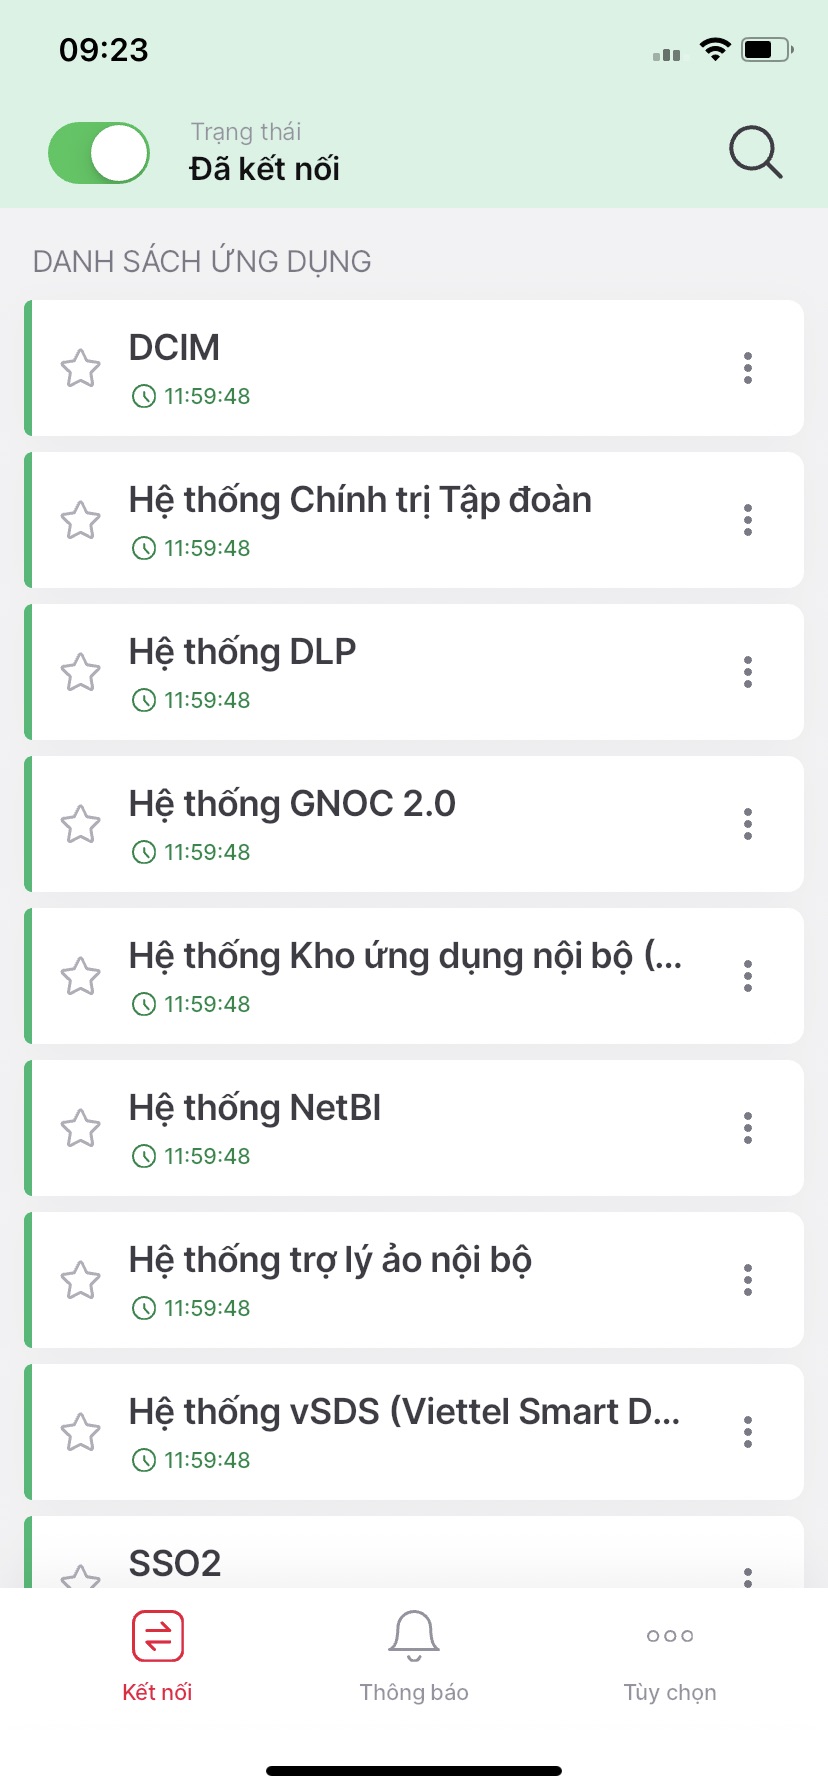 09:23
Trạng thái
Đã kết nối
DANH SÁCH ỨNG DỤNG
DCIM
11:59:48
Hệ thống Chính trị Tập đoàn
11:59:48
Hệ thống DLP
11:59:48
Hệ thống GNOC 2.0
11:59:48
Hệ thống Kho ứng dụng nội bộ (...
11:59:48
Hệ thống NetBI
11:59:48
Hệ thống trợ lý ảo nội bộ
11:59:48
Hệ thống vSDS (Viettel Smart D...
11:59:48
SSO2
Kết nối
Thông báo
Tùy chọn